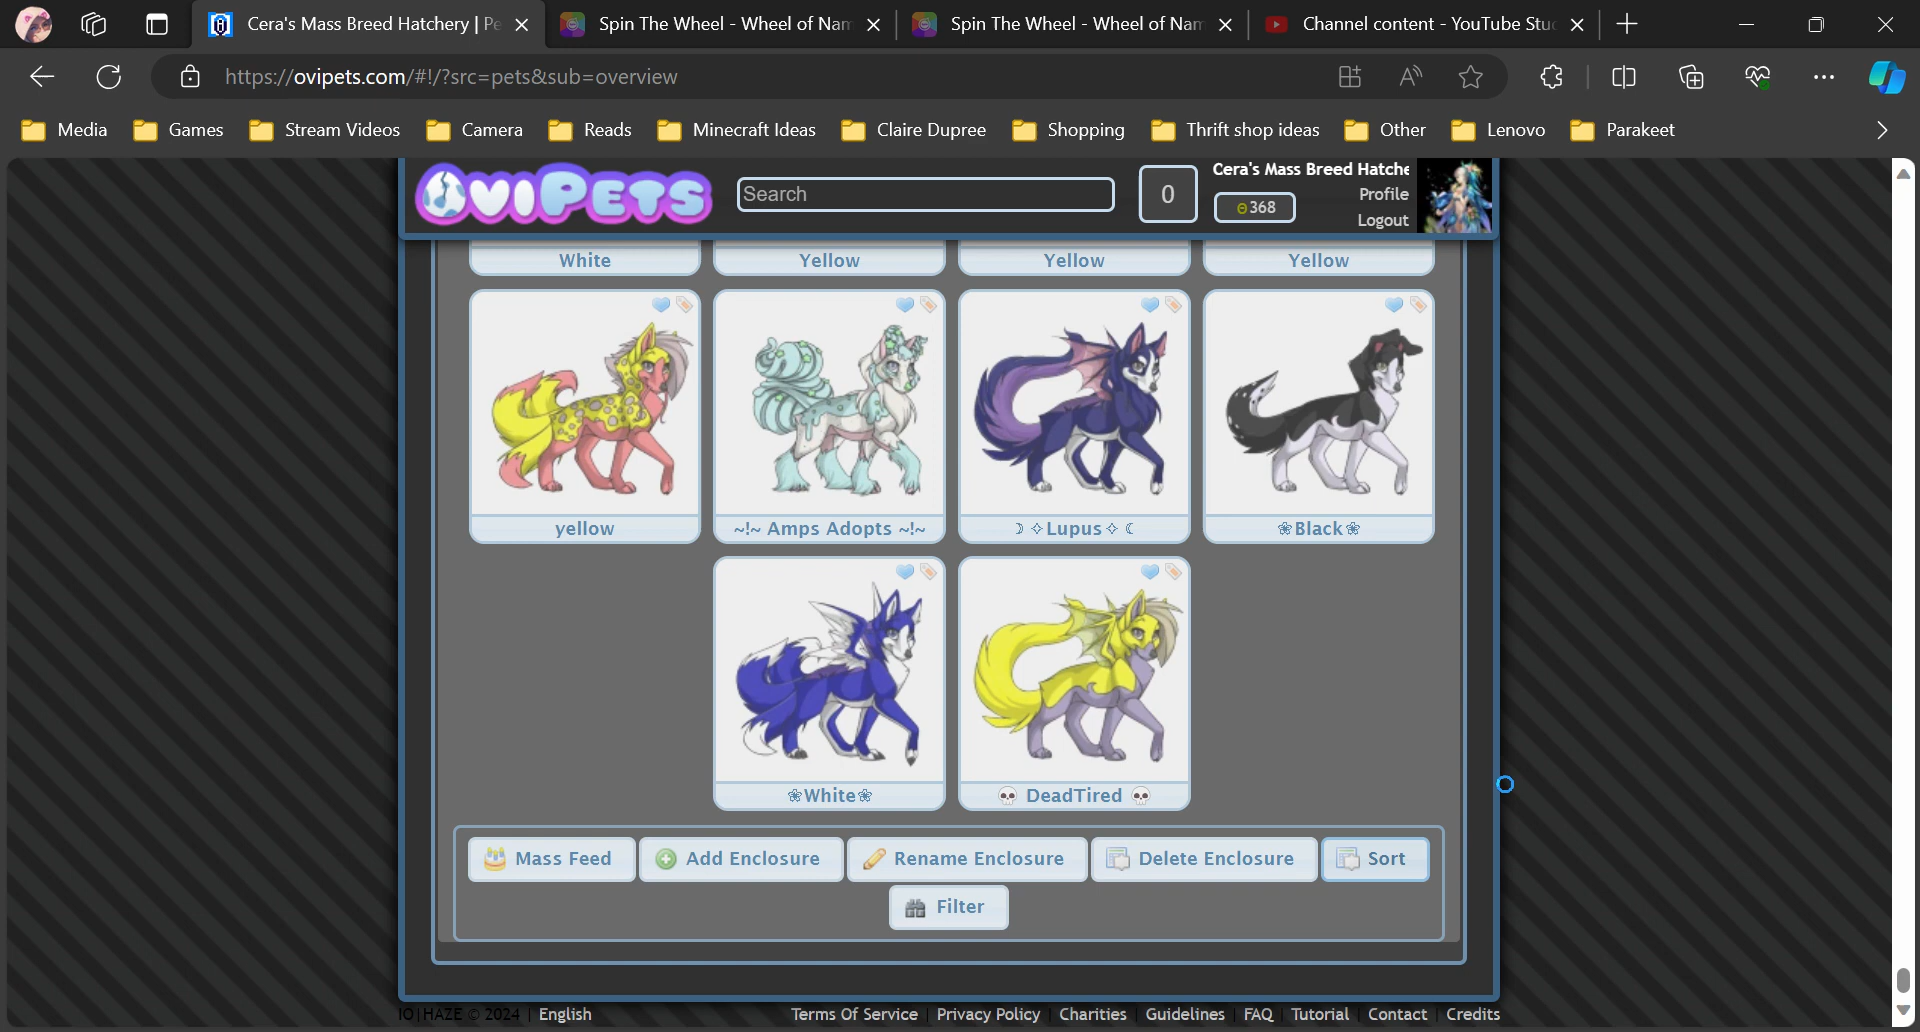 Cera's Mass Breed Hatchery | Pe
Spin The Wheel - Wheel of Nam
Spin The Wheel - Wheel of Nam
Channel content - YouTube Stu
https://ovipets.com/#!/?src=pets&sub=overview
Media
Games
Stream Videos
Camera
Reads
Minecraft Ideas
Claire Dupree
Shopping
Thrift shop ideas
Other
Lenovo
Parakeet
OviPets
Search
0
Cera's Mass Breed Hatche
368
Profile
Logout
White
Yellow
Yellow
Yellow
yellow
~!~ Amps Adopts ~!~
☽ ✧Lupus✧ ☾
❀Black❀
❀White❀
💀 DeadTired 💀
Mass Feed
Add Enclosure
Rename Enclosure
Delete Enclosure
Sort
Filter
IO|HAZE © 2024 | English
Terms Of Service | Privacy Policy | Charities | Guidelines | FAQ | Tutorial | Contact | Credits